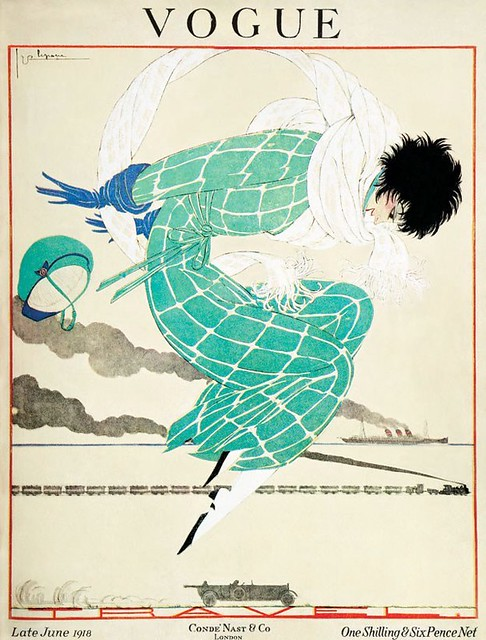 VOGUE
TRAVEL
Late June 1918
CONDÉ NAST & Co
LONDON
One Shilling & Six Pence Net